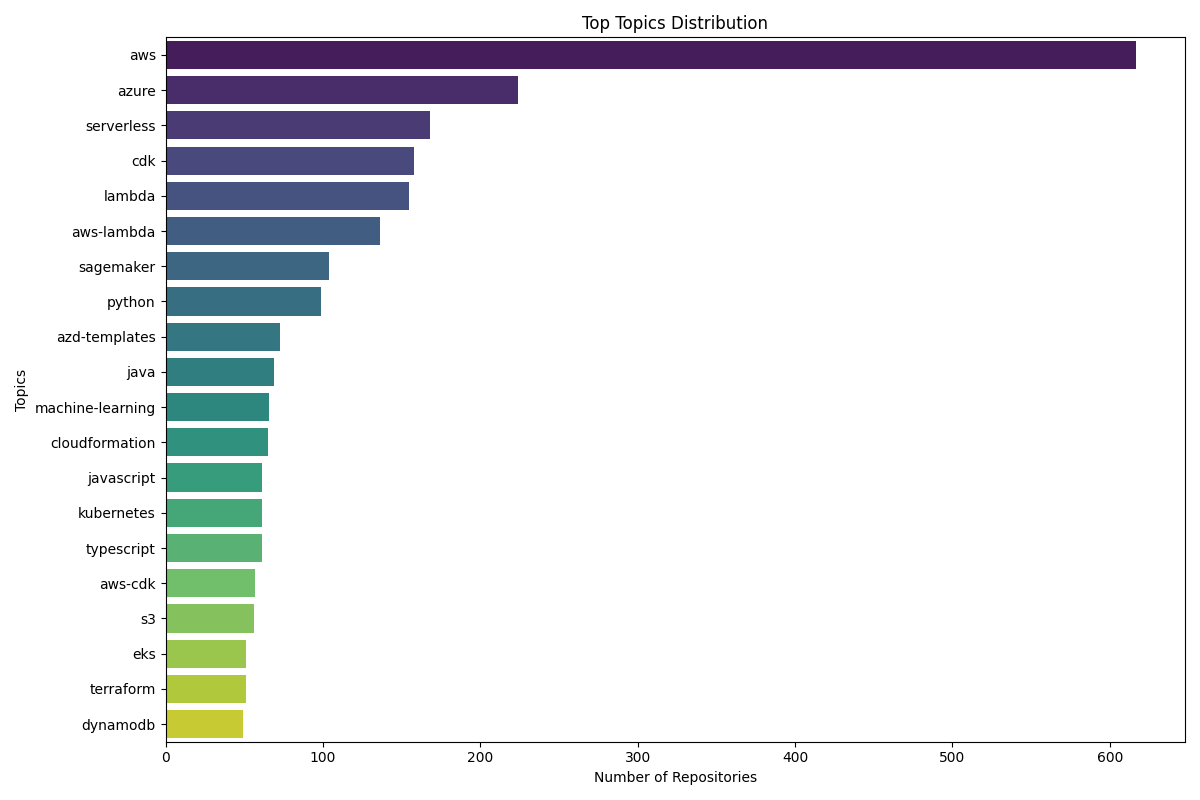 Top Topics Distribution
Topics
aws
azure
serverless
cdk
lambda
aws-lambda
sagemaker
python
azd-templates
java
machine-learning
cloudformation
javascript
kubernetes
typescript
aws-cdk
s3
eks
terraform
dynamodb
0 100 200 300 400 500 600
Number of Repositories